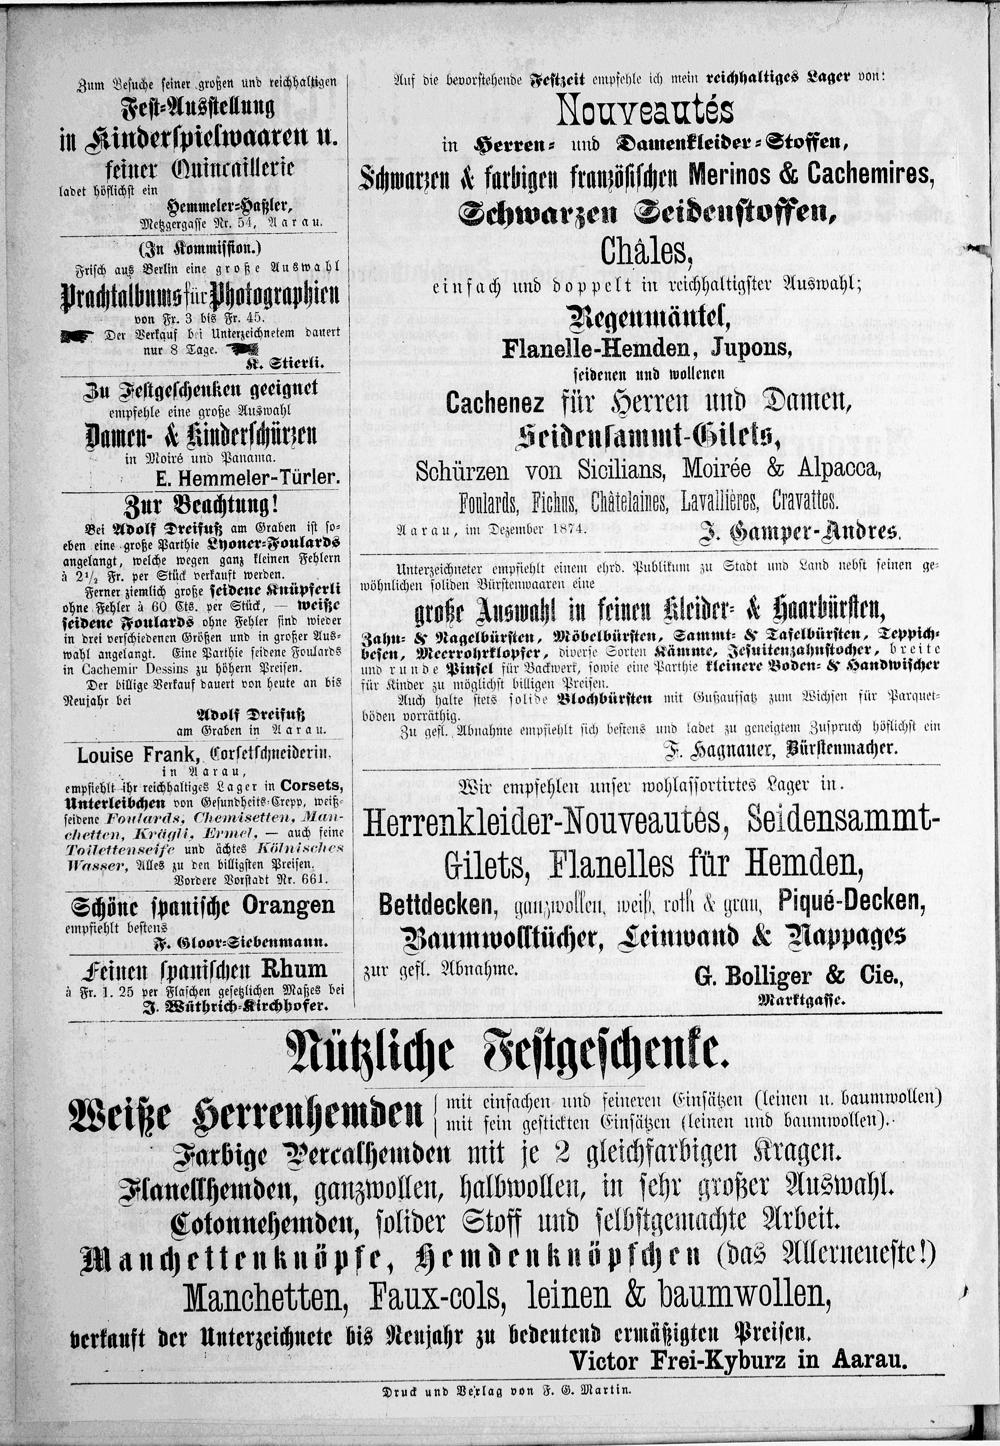 Zum Besuche seiner großen und reichhaltigen
Fest-Ausstellung
in Kinderspielwaaren u.
feiner Quincaillerie
ladet höflichst ein
Hemmeler-Haßler,
Metzgergasse Nr. 54, Aarau.
(In Kommission.)
Frisch aus Berlin eine große Auswahl
Prachtalbums für Photographien
von Fr. 3 bis Fr. 45.
Der Verkauf bei Unterzeichnetem dauert
nur 8 Tage.
K. Stierli.
Zu Festgeschenken geeignet
empfehle eine große Auswahl
Damen- & Kinderschürzen
in Moirs und Panama.
E. Hemmeler-Türler.
Zur Beachtung!
Bei Adolf Dreifuß am Graben ist so-
eben eine große Parthie Lyoner-Foulards
angelangt, welche wegen ganz kleinen Fehlern
à 2½ Fr. per Stück verkauft werden.
Ferner ziemlich große seidene Knüpferli
ohne Fehler à 60 Cts. per Stück, — weiße
seidene Foulards ohne Fehler sind wieder
in drei verschiedenen Größen und in großer Aus-
wahl angelangt. Eine Parthie seidene Foulards
in Cachemir Dessins zu höhern Preisen.
Der billige Verkauf dauert von heute an bis
Neujahr bei
Adolf Dreifuß
am Graben in Aarau.
Louise Frank, Corsetschneiderin,
in Aarau,
empfiehlt ihr reichhaltiges Lager in Corsets,
Unterleibchen von Gesundheits-Crepp, weiß-
seidene Foulards, Chemisetten, Man-
chetten, Krägli, Ermel, — auch feine
Toilettenseife und ächtes Kölnisches
Wasser, Alles zu den billigsten Preisen.
Vordere Vorstadt Nr. 661.
Schöne spanische Orangen
empfiehlt bestens
F. Gloor-Siebenmann.
Feinen spanischen Rhum
à Fr. 1. 25 per Flaschen gesetzlichen Maßes bei
J. Wüthrich-Kirchhofer.
Auf die bevorstehende Festzeit empfehle ich mein reichhaltiges Lager von:
Nouveautés
in Herren- und Damenkleider-Stoffen,
Schwarzen & farbigen französischen Merinos & Cachemires,
Schwarzen Seidenstoffen,
Châles,
einfach und doppelt in reichhaltigster Auswahl;
Regenmäntel,
Flanelle-Hemden, Jupons,
seidenen und wollenen
Cachenez für Herren und Damen,
Seidensammt-Gilets,
Schürzen von Sicilians, Moirée & Alpacca,
Foulards, Fichus, Châtelaines, Lavallières, Cravattes.
Aarau, im Dezember 1874.
J. Gamper-Andres.
Unterzeichneter empfiehlt einem ehrd. Publikum zu Stadt und Land nebst seinen ge-
wöhnlichen soliden Bürstenwaaren eine
große Auswahl in feinen Kleider- & Haarbürsten,
Zahn- & Nagelbürsten, Möbelbürsten, Sammt- & Tafelbürsten, Teppich-
besen, Meerrohrklopfer, diverse Sorten Kämme, Jesuitenzahnstocher, breite
und runde Pinsel für Backwerk, sowie eine Parthie kleinere Boden- & Handwischer
für Kinder zu möglichst billigen Preisen.
Auch halte stets solide Blochbürsten mit Gußaufsatz zum Wichsen für Parquet-
böden vorräthig.
Zu gefl. Abnahme empfiehlt sich bestens und ladet zu geneigtem Zuspruch höflichst ein
F. Hagnauer, Bürstenmacher.
Wir empfehlen unser wohlassortirtes Lager in.
Herrenkleider-Nouveautés, Seidensammt-
Gilets, Flanelles für Hemden,
Bettdecken, ganzwollen, weiß, roth & grau, Piqué-Decken,
Baumwolltücher, Leinwand & Nappages
zur gefl. Abnahme.
G. Bolliger & Cie.,
Marktgasse.
Nützliche Festgeschenke.
Weiße Herrenhemden
mit einfachen und feineren Einsätzen (leinen u. baumwollen)
mit fein gestickten Einsätzen (leinen und baumwollen).
Farbige Percalhemden mit je 2 gleichfarbigen Kragen.
Flanellhemden, ganzwollen, halbwollen, in sehr großer Auswahl.
Cotonnehemden, solider Stoff und selbstgemachte Arbeit.
Manchettenknöpfe, Hemdenknöpfchen (das Allerneueste!)
Manchetten, Faux-cols, leinen & baumwollen,
verkauft der Unterzeichnete bis Neujahr zu bedeutend ermäßigten Preisen.
Victor Frei-Kyburz in Aarau.
Druck und Verlag von F. G. Martin.